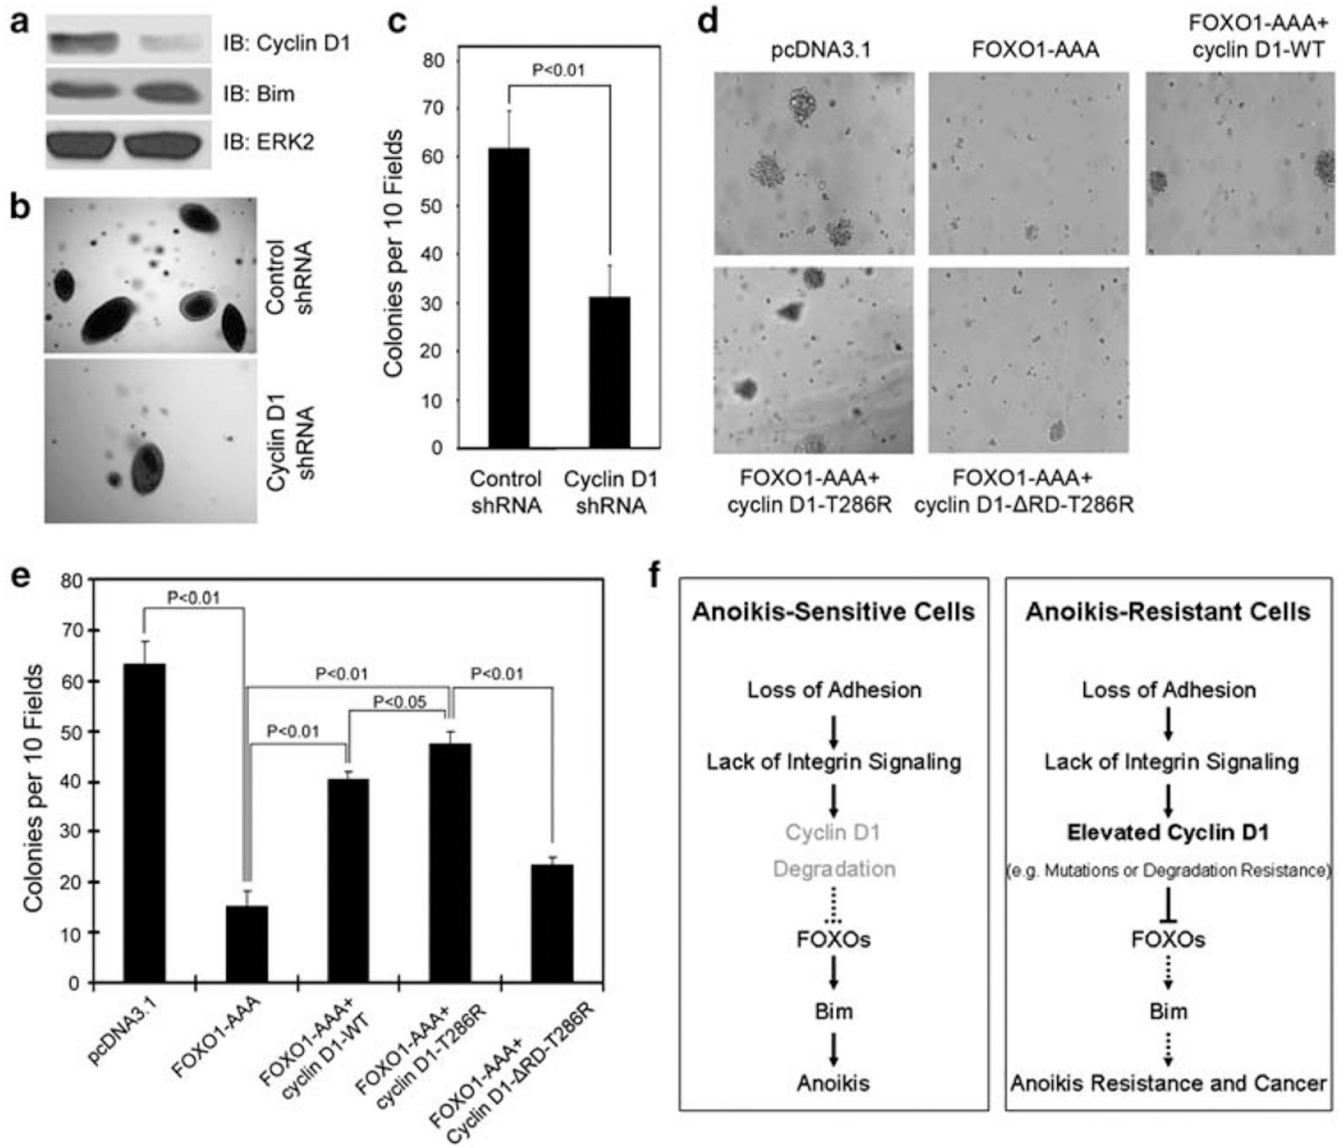 a
IB: Cyclin D1
IB: Bim
IB: ERK2
b
Control
shRNA
Cyclin D1
shRNA
c
Colonies per 10 Fields
80
70
60
50
40
30
20
10
0
P<0.01
Control
shRNA
Cyclin D1
shRNA
d
pcDNA3.1
FOXO1-AAA
FOXO1-AAA+
cyclin D1-WT
FOXO1-AAA+
cyclin D1-T286R
FOXO1-AAA+
cyclin D1-ΔRD-T286R
e
Colonies per 10 Fields
80
70
60
50
40
30
20
10
0
P<0.01
P<0.01
P<0.01
P<0.05
P<0.01
pcDNA3.1
FOXO1-AAA
FOXO1-AAA+
cyclin D1-WT
FOXO1-AAA+
cyclin D1-T286R
FOXO1-AAA+
Cyclin D1-ΔRD-T286R
f
Anoikis-Sensitive Cells
Loss of Adhesion
Lack of Integrin Signaling
Cyclin D1
Degradation
FOXOs
Bim
Anoikis
Anoikis-Resistant Cells
Loss of Adhesion
Lack of Integrin Signaling
Elevated Cyclin D1
(e.g. Mutations or Degradation Resistance)
FOXOs
Bim
Anoikis Resistance and Cancer